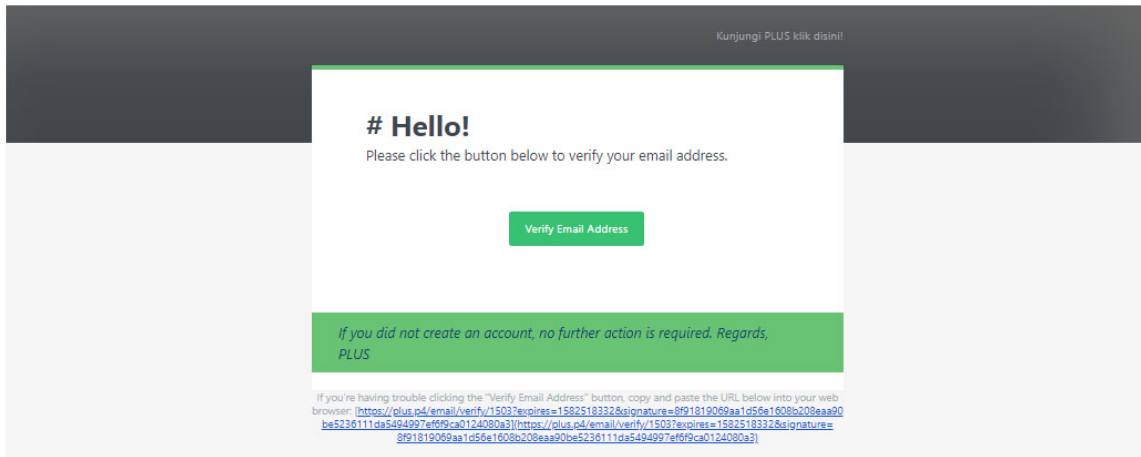 Kunjungi PLUS klik disini!
# Hello!
Please click the button below to verify your email address.
Verify Email Address
If you did not create an account, no further action is required. Regards,
PLUS
If you're having trouble clicking the "Verify Email Address" button, copy and paste the URL below into your web
browser: [https://plus.p4/email/verify/1503?expires=1582518332&signature=8f91819069aa1d56e1608b208eaa90
be5236111da5494997ef6f9ca0124080a3](https://plus.p4/email/verify/1503?expires=1582518332&signature=
8f91819069aa1d56e1608b208eaa90be5236111da5494997ef6f9ca0124080a3)